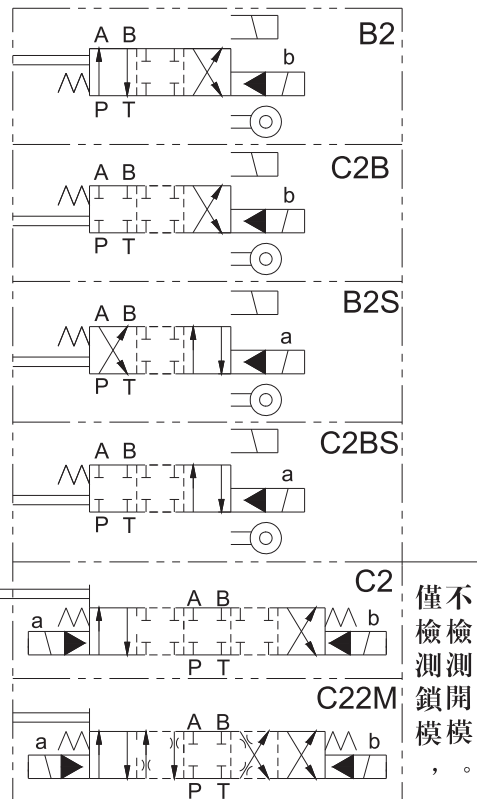 B2
A B
b
P T
C2B
A B
b
P T
B2S
A B
a
P T
C2BS
A B
a
P T
C2
a
A B
b
P T
C22M
a
A B
b
P T
僅檢測鎖模，
不檢測開模。